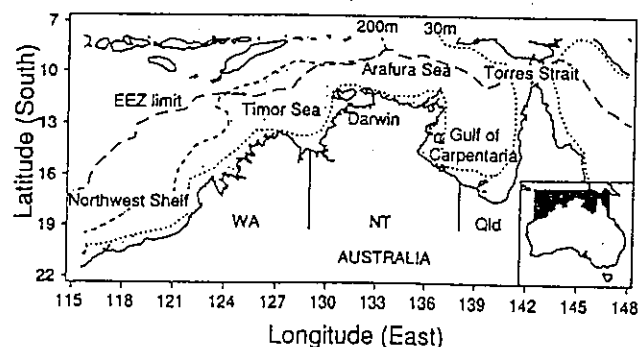 200m 30m
7
10
13
16
19
22
Latitude (South)
Arafura Sea
Torres Strait
EEZ limit
Timor Sea
Darwin
Gulf of
Carpentaria
Northwest Shelf
WA
NT
Qld
AUSTRALIA
115 118 121 124 127 130 133 136 139 142 145 148
Longitude (East)